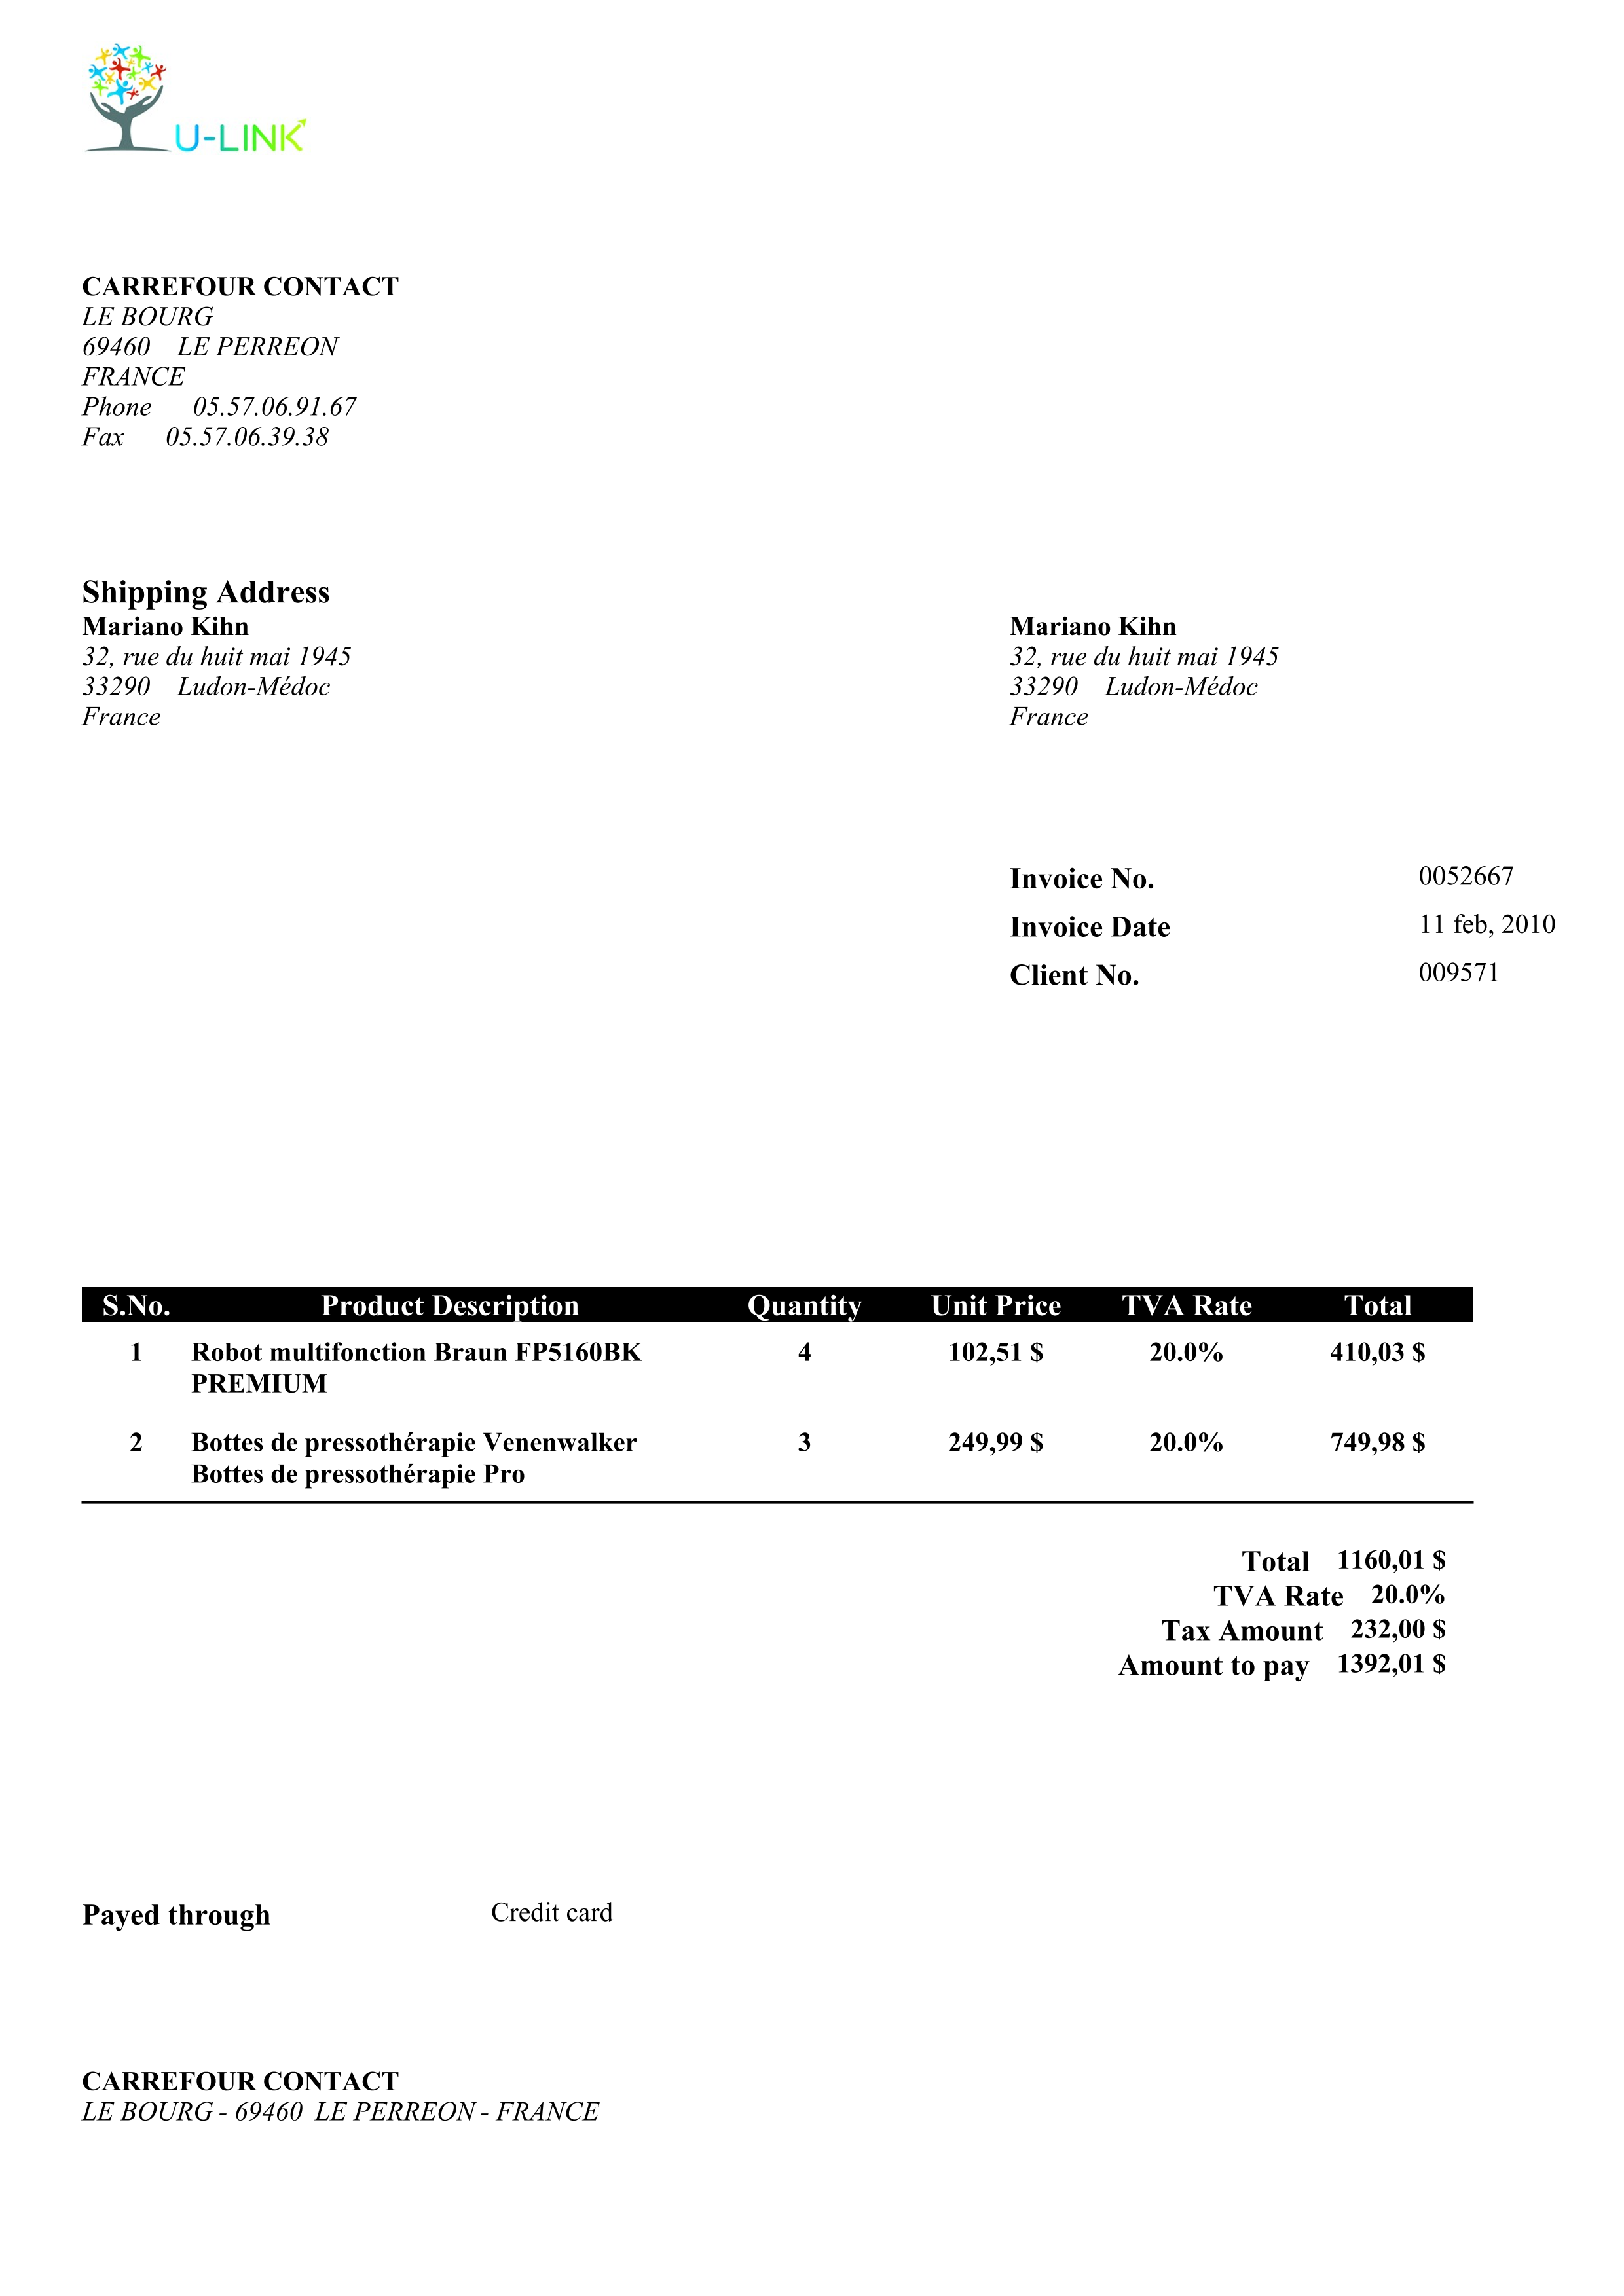 U-LINK
CARREFOUR CONTACT
LE BOURG
69460 LE PERREON
FRANCE
Phone 05.57.06.91.67
Fax 05.57.06.39.38
Shipping Address
Mariano Kihn
32, rue du huit mai 1945
33290 Ludon-Médoc
France
Mariano Kihn
32, rue du huit mai 1945
33290 Ludon-Médoc
France
Invoice No. 0052667
Invoice Date 11 feb, 2010
Client No. 009571
S.No. Product Description Quantity Unit Price TVA Rate Total
1 Robot multifonction Braun FP5160BK 4 102,51 $ 20.0% 410,03 $
PREMIUM
2 Bottes de pressothérapie Venenwalker 3 249,99 $ 20.0% 749,98 $
Bottes de pressothérapie Pro
Total 1160,01 $
TVA Rate 20.0%
Tax Amount 232,00 $
Amount to pay 1392,01 $
Payed through Credit card
CARREFOUR CONTACT
LE BOURG - 69460 LE PERREON - FRANCE